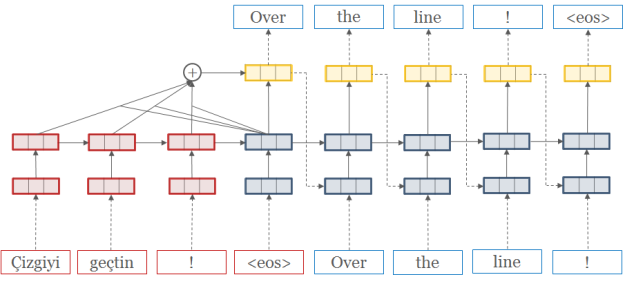 Over the line ! <eos>
+
Çizgiyi geçtin ! <eos> Over the line !